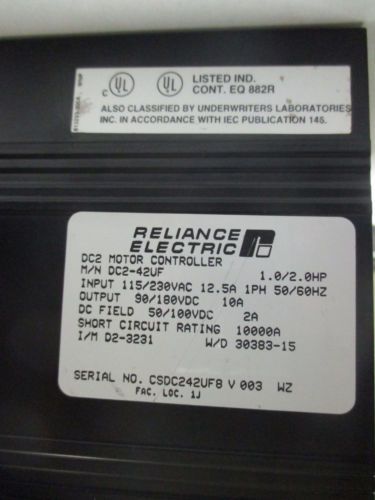 c UL UL LISTED IND.
CONT. EQ 882R
ALSO CLASSIFIED BY UNDERWRITERS LABORATORIES
INC. IN ACCORDANCE WITH IEC PUBLICATION 146.
RELIANCE
ELECTRIC
DC2 MOTOR CONTROLLER
M/N DC2-42UF 1.0/2.0HP
INPUT 115/230VAC 12.5A 1PH 50/60HZ
OUTPUT 90/180VDC 10A
DC FIELD 50/100VDC 2A
SHORT CIRCUIT RATING 10000A
I/M D2-3231 W/D 30383-15
SERIAL NO. CSDC242UF8 V 003 WZ
FAC. LOC. 1J